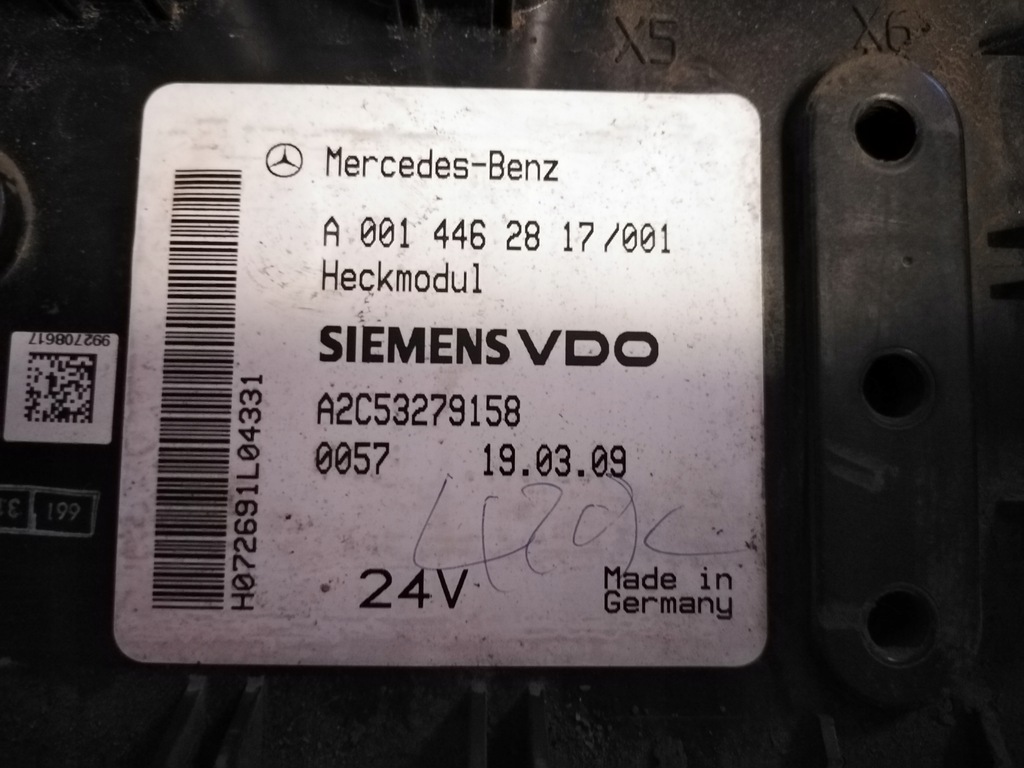 X5
X6
Mercedes-Benz
A 001 446 28 17/001
Heckmodul
SIEMENS VDO
A2C53279158
0057 19.03.09
24V
Made in
Germany
H072691L04331
992708617
661